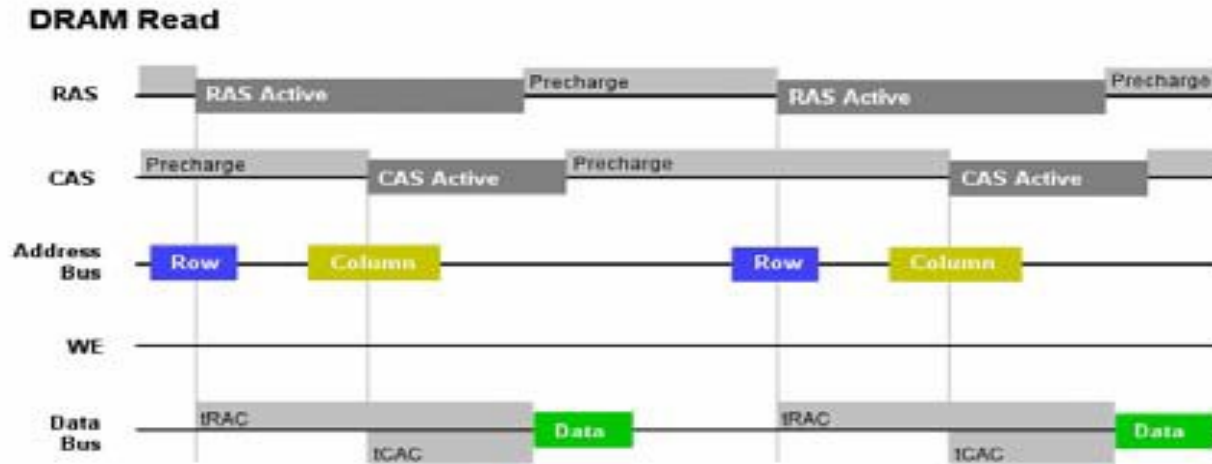 DRAM Read
RAS RAS Active Precharge RAS Active Precharge
CAS Precharge CAS Active Precharge CAS Active
Address Bus Row Column Row Column
WE
Data Bus tRAC tCAC Data tRAC tCAC Data